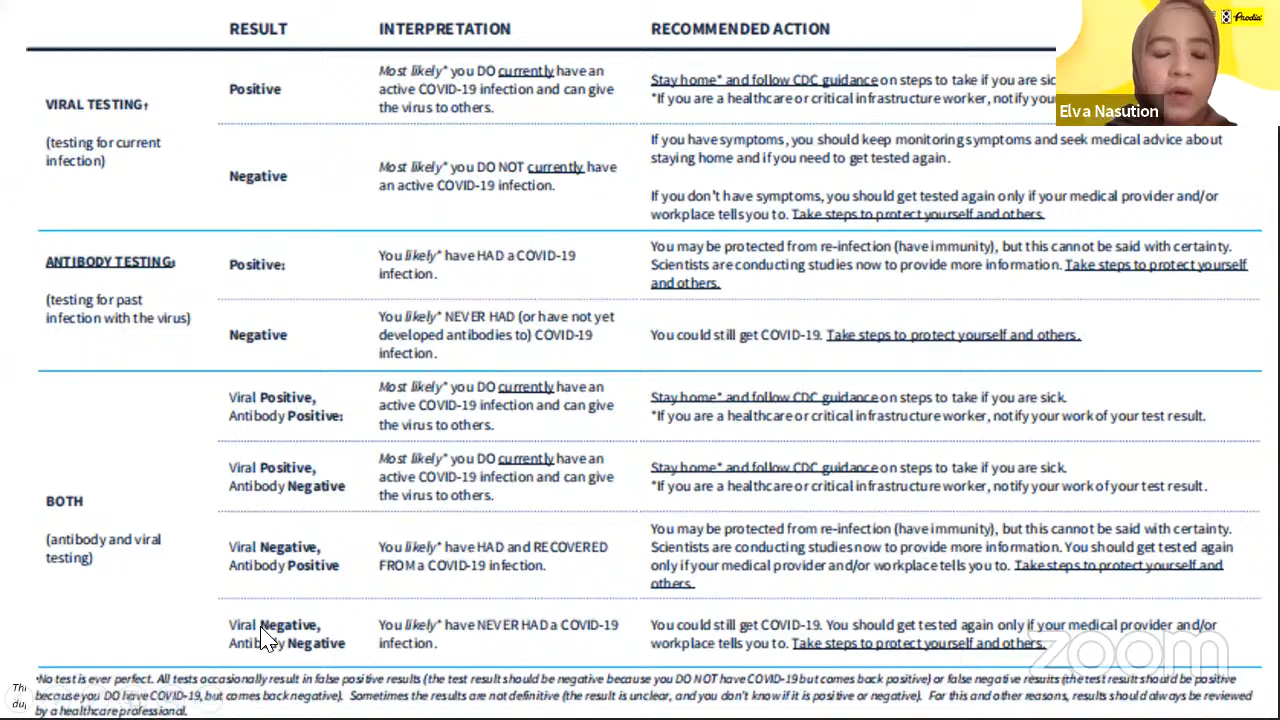 RESULT INTERPRETATION RECOMMENDED ACTION
Prodia
Elva Nasution
VIRAL TESTING†
(testing for current
infection)
Positive
Most likely* you DO currently have an
active COVID-19 infection and can give
the virus to others.
Stay home* and follow CDC guidance on steps to take if you are sick
*If you are a healthcare or critical infrastructure worker, notify your
Negative
Most likely* you DO NOT currently have
an active COVID-19 infection.
If you have symptoms, you should keep monitoring symptoms and seek medical advice about
staying home and if you need to get tested again.
If you don't have symptoms, you should get tested again only if your medical provider and/or
workplace tells you to. Take steps to protect yourself and others.
ANTIBODY TESTING‡
(testing for past
infection with the virus)
Positive‡
You likely* have HAD a COVID-19
infection.
You may be protected from re-infection (have immunity), but this cannot be said with certainty.
Scientists are conducting studies now to provide more information. Take steps to protect yourself
and others.
Negative
You likely* NEVER HAD (or have not yet
developed antibodies to) COVID-19
infection.
You could still get COVID-19. Take steps to protect yourself and others.
BOTH
(antibody and viral
testing)
Viral Positive,
Antibody Positive‡
Most likely* you DO currently have an
active COVID-19 infection and can give
the virus to others.
Stay home* and follow CDC guidance on steps to take if you are sick.
*If you are a healthcare or critical infrastructure worker, notify your work of your test result.
Viral Positive,
Antibody Negative
Most likely* you DO currently have an
active COVID-19 infection and can give
the virus to others.
Stay home* and follow CDC guidance on steps to take if you are sick.
*If you are a healthcare or critical infrastructure worker, notify your work of your test result.
Viral Negative,
Antibody Positive
You likely* have HAD and RECOVERED
FROM a COVID-19 infection.
You may be protected from re-infection (have immunity), but this cannot be said with certainty.
Scientists are conducting studies now to provide more information. You should get tested again
only if your medical provider and/or workplace tells you to. Take steps to protect yourself and
others.
Viral Negative,
Antibody Negative
You likely* have NEVER HAD a COVID-19
infection.
You could still get COVID-19. You should get tested again only if your medical provider and/or
workplace tells you to. Take steps to protect yourself and others.
zoom
*No test is ever perfect. All tests occasionally result in false positive results (the test result should be negative because you DO NOT have COVID-19 but comes back positive) or false negative results (the test result should be positive
because you DO have COVID-19, but comes back negative). Sometimes the results are not definitive (the result is unclear, and you don't know if it is positive or negative). For this and other reasons, results should always be reviewed
by a healthcare professional.